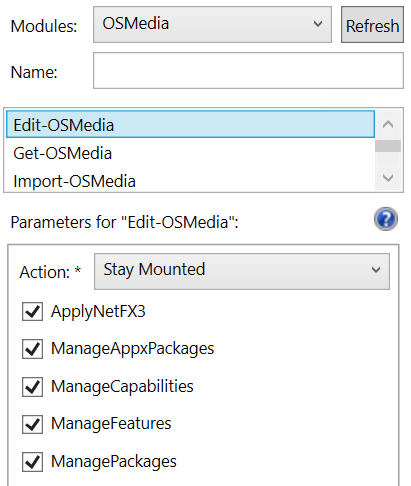 Modules: OSMedia Refresh
Name:
Edit-OSMedia
Get-OSMedia
Import-OSMedia
Parameters for "Edit-OSMedia": ?
Action: * Stay Mounted
ApplyNetFX3
ManageAppxPackages
ManageCapabilities
ManageFeatures
ManagePackages